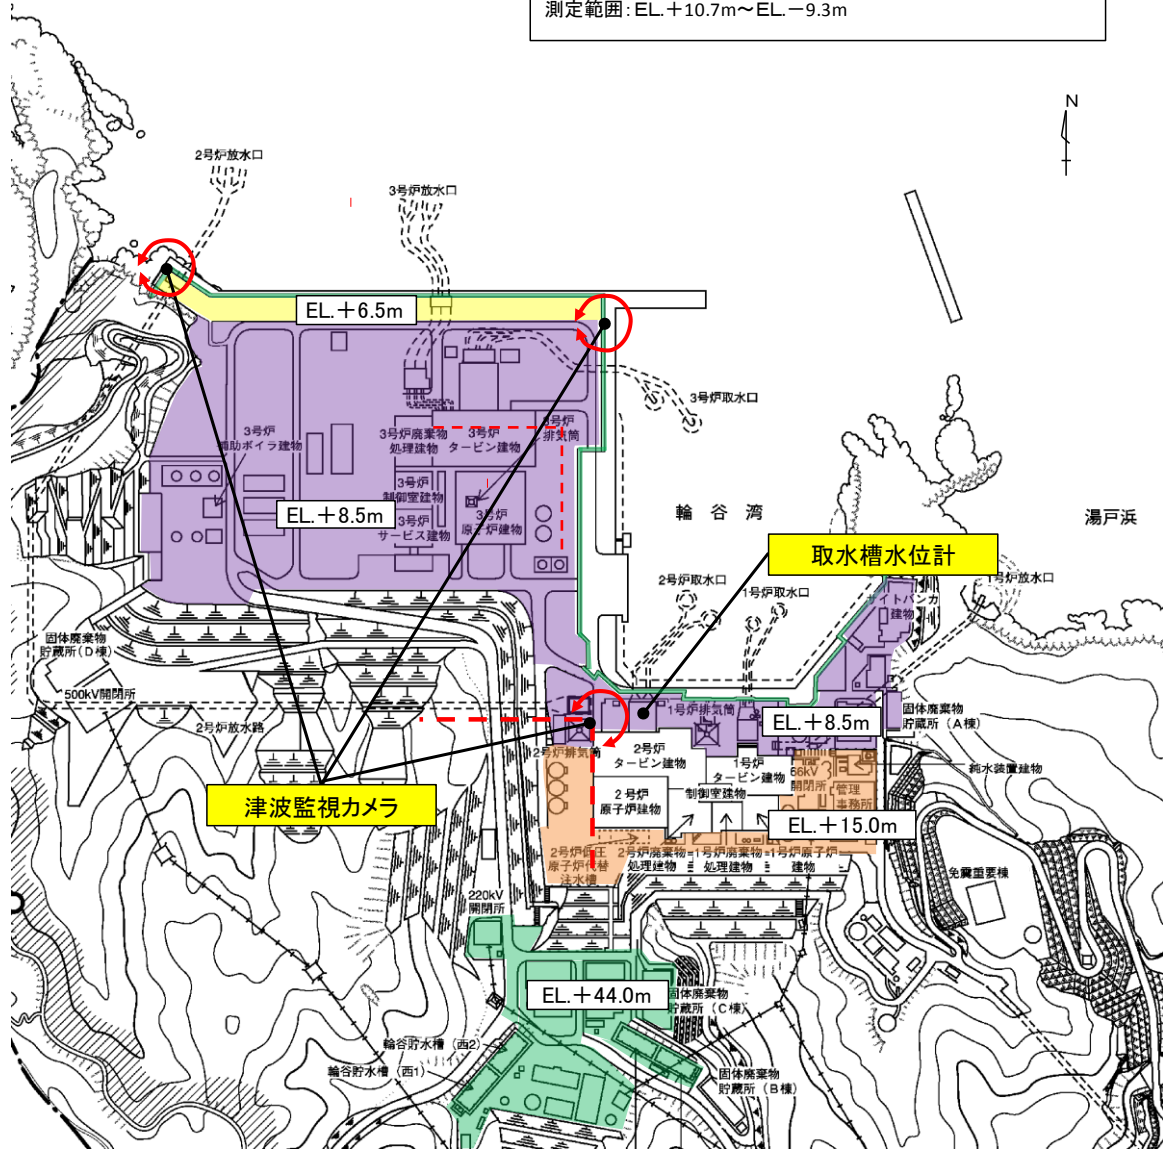 測定範囲:EL.+10.7m～EL.－9.3m
N
2号炉放水口
3号炉放水口
EL.+6.5m
3号炉取水口
3号炉
補助ボイラ建物
3号炉廃棄物
処理建物
3号炉
タービン建物
3号炉
排気筒
3号炉
制御室建物
EL.+8.5m
3号炉
サービス建物
3号炉
原子炉建物
輪谷湾
湯戸浜
取水槽水位計
2号炉取水口
1号炉取水口
1号炉放水口
サイトバンカ
建物
固体廃棄物
貯蔵所(D棟)
500kV開閉所
2号炉放水路
1号炉排気筒
EL.+8.5m
固体廃棄物
貯蔵所(A棟)
2号炉排気筒
2号炉
タービン建物
1号炉
タービン建物
66kV
開閉所
純水装置建物
津波監視カメラ
2号炉
原子炉建物
制御室建物
管理
事務所
EL.+15.0m
2号炉低圧
原子炉代替
注水槽
2号炉廃棄物
処理建物
1号炉廃棄物
処理建物
1号炉原子炉
建物
免震重要棟
220kV
開閉所
EL.+44.0m
固体廃棄物
貯蔵所(C棟)
輪谷貯水槽(西2)
輪谷貯水槽(西1)
固体廃棄物
貯蔵所(B棟)